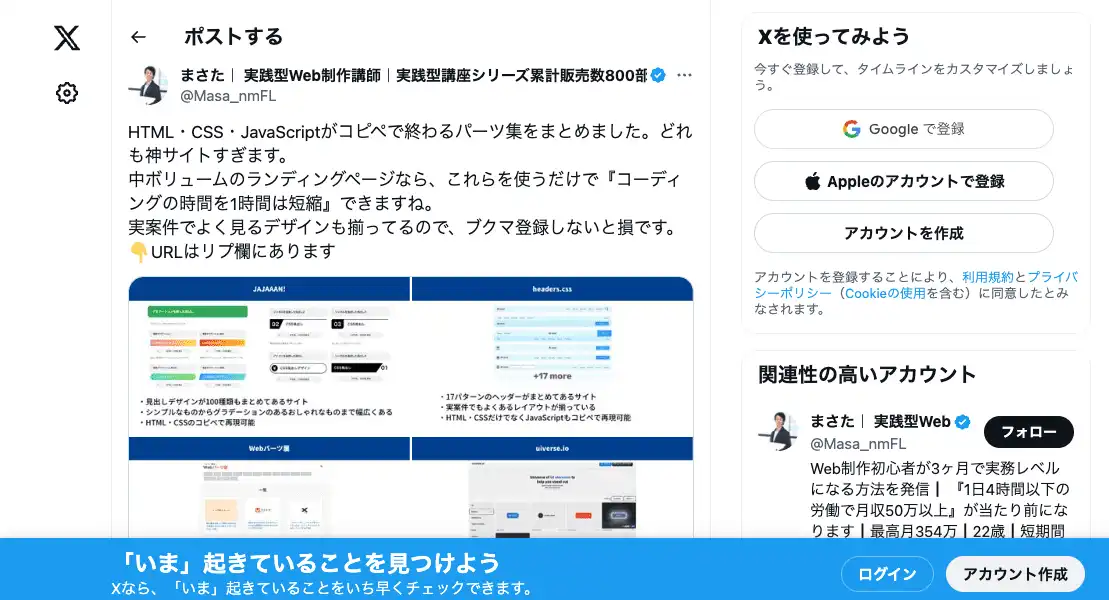 ポストする
まさた｜ 実践型Web制作講師｜実践型講座シリーズ累計販売数800部
@Masa_nmFL
HTML・CSS・JavaScriptがコピペで終わるパーツ集をまとめました。どれ
も神サイトすぎます。
中ボリュームのランディングページなら、これらを使うだけで『コーディ
ングの時間を1時間は短縮』できますね。
実案件でよく見るデザインも揃ってるので、ブクマ登録しないと損です。
👇URLはリプ欄にあります
JAJAAAN!
headers.css
02
03
01
+17 more
・見出しデザインが100種類もまとめてあるサイト
・シンプルなものからグラデーションのあるおしゃれなものまで幅広くある
・HTML・CSSのコピペで再現可能
・17パターンのヘッダーがまとめてあるサイト
・実案件でもよくあるレイアウトが揃っている
・HTML・CSSだけでなくJavaScriptもコピペで再現可能
Webパーツ屋
uiverse.io
Xを使ってみよう
今すぐ登録して、タイムラインをカスタマイズしましょ
う。
Google で登録
Appleのアカウントで登録
アカウントを作成
アカウントを登録することにより、利用規約とプライバ
シーポリシー（Cookieの使用を含む）に同意したとみ
なされます。
関連性の高いアカウント
まさた｜ 実践型Web
@Masa_nmFL
フォロー
Web制作初心者が3ヶ月で実務レベル
になる方法を発信┃『1日4時間以下の
労働で月収50万以上』が当たり前にな
ります┃最高月354万┃22歳┃短期間
「いま」起きていることを見つけよう
Xなら、「いま」起きていることをいち早くチェックできます。
ログイン
アカウント作成